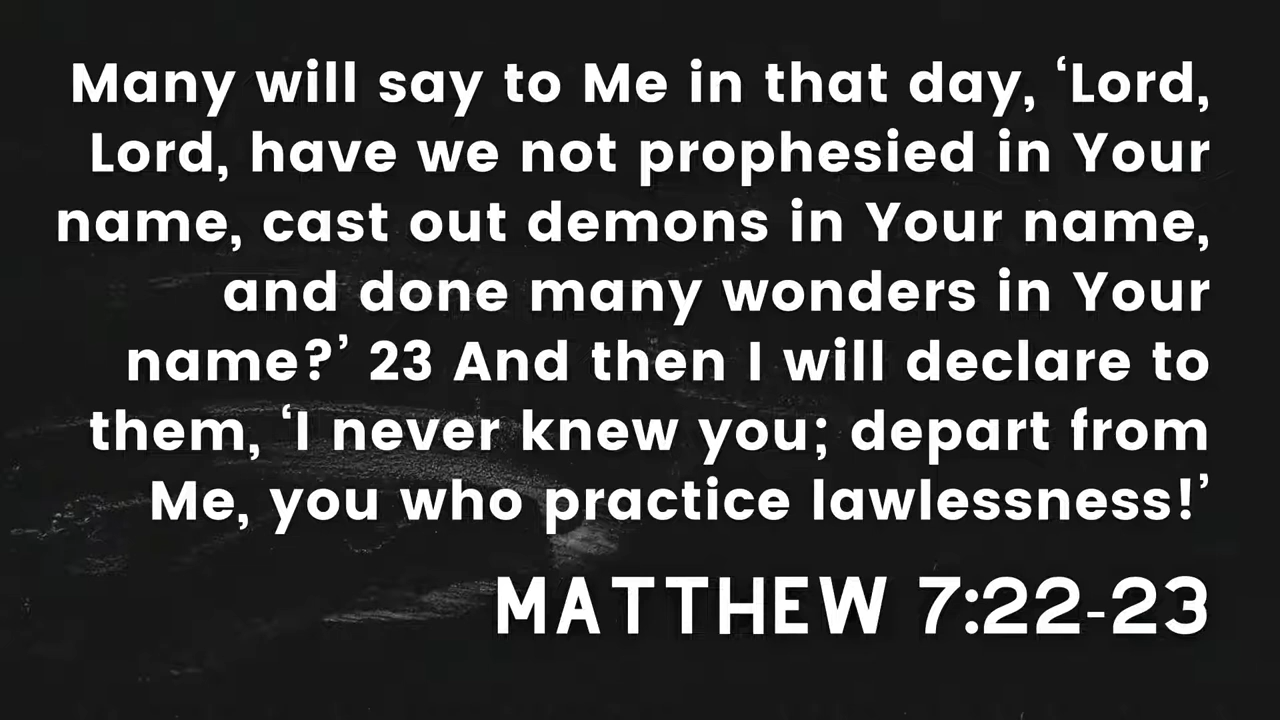 Many will say to Me in that day, ‘Lord,
Lord, have we not prophesied in Your
name, cast out demons in Your name,
and done many wonders in Your
name?’ 23 And then I will declare to
them, ‘I never knew you; depart from
Me, you who practice lawlessness!’
MATTHEW 7:22-23